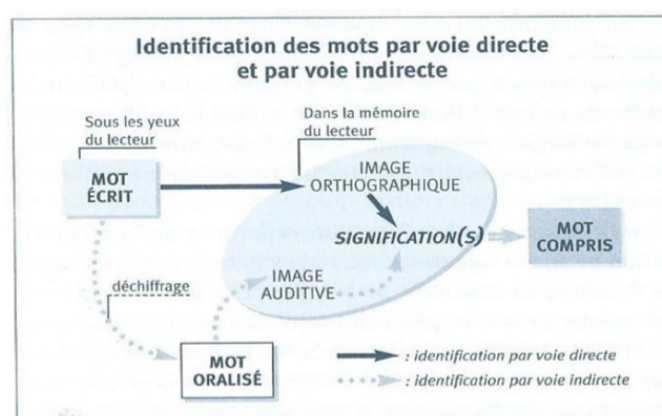 Identification des mots par voie directe
et par voie indirecte
Sous les yeux
du lecteur
Dans la mémoire
du lecteur
MOT
ÉCRIT
IMAGE
ORTHOGRAPHIQUE
SIGNIFICATION(S)
MOT
COMPRIS
déchiffrage
IMAGE
AUDITIVE
MOT
ORALISÉ
: identification par voie directe
: identification par voie indirecte